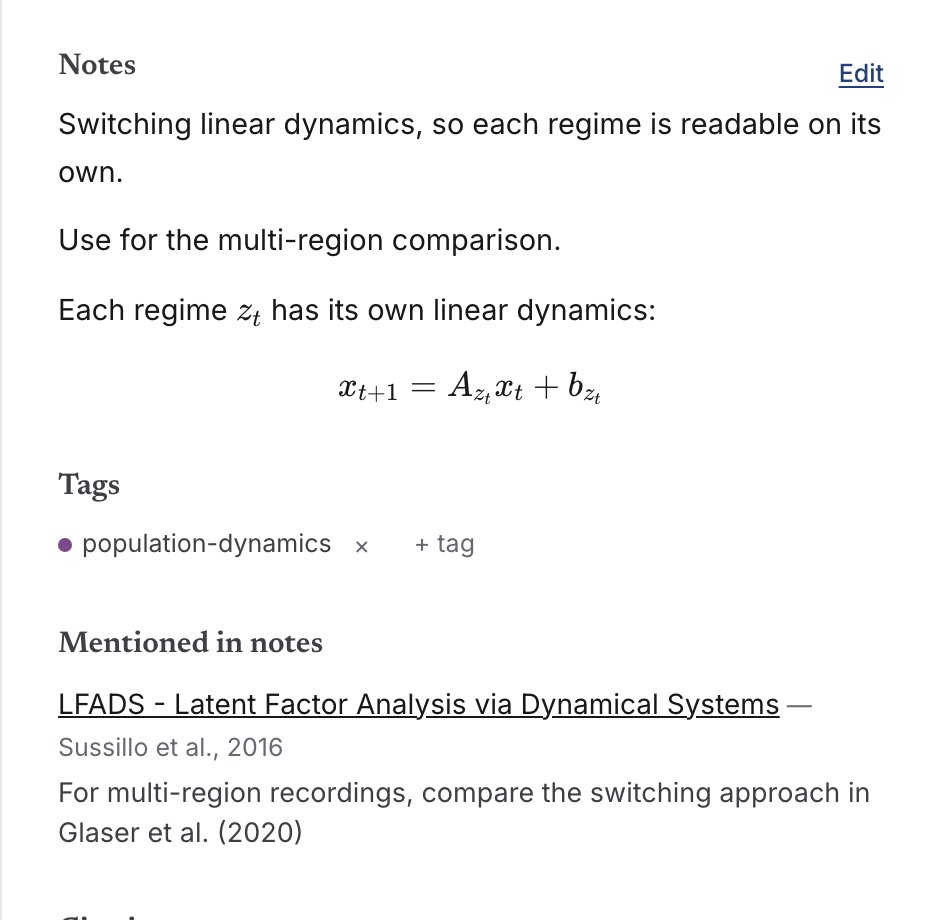 Notes
Edit
Switching linear dynamics, so each regime is readable on its
own.
Use for the multi-region comparison.
Each regime z_t has its own linear dynamics:
x_{t+1} = A_{z_t} x_t + b_{z_t}
Tags
population-dynamics × + tag
Mentioned in notes
LFADS - Latent Factor Analysis via Dynamical Systems —
Sussillo et al., 2016
For multi-region recordings, compare the switching approach in
Glaser et al. (2020)